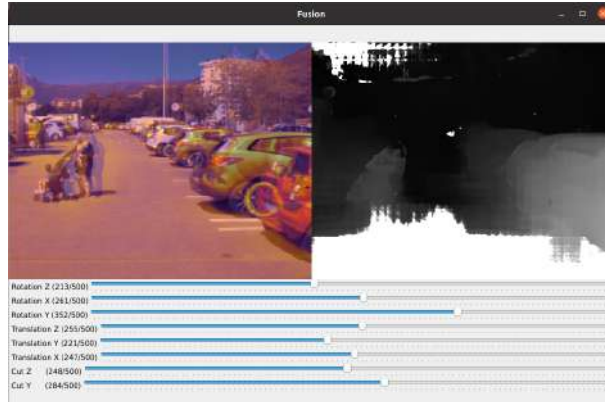 Fusion
Rotation Z (213/500)
Rotation X (261/500)
Rotation Y (352/500)
Translation Z (255/500)
Translation Y (221/500)
Translation X (247/500)
Cut Z (248/500)
Cut Y (284/500)